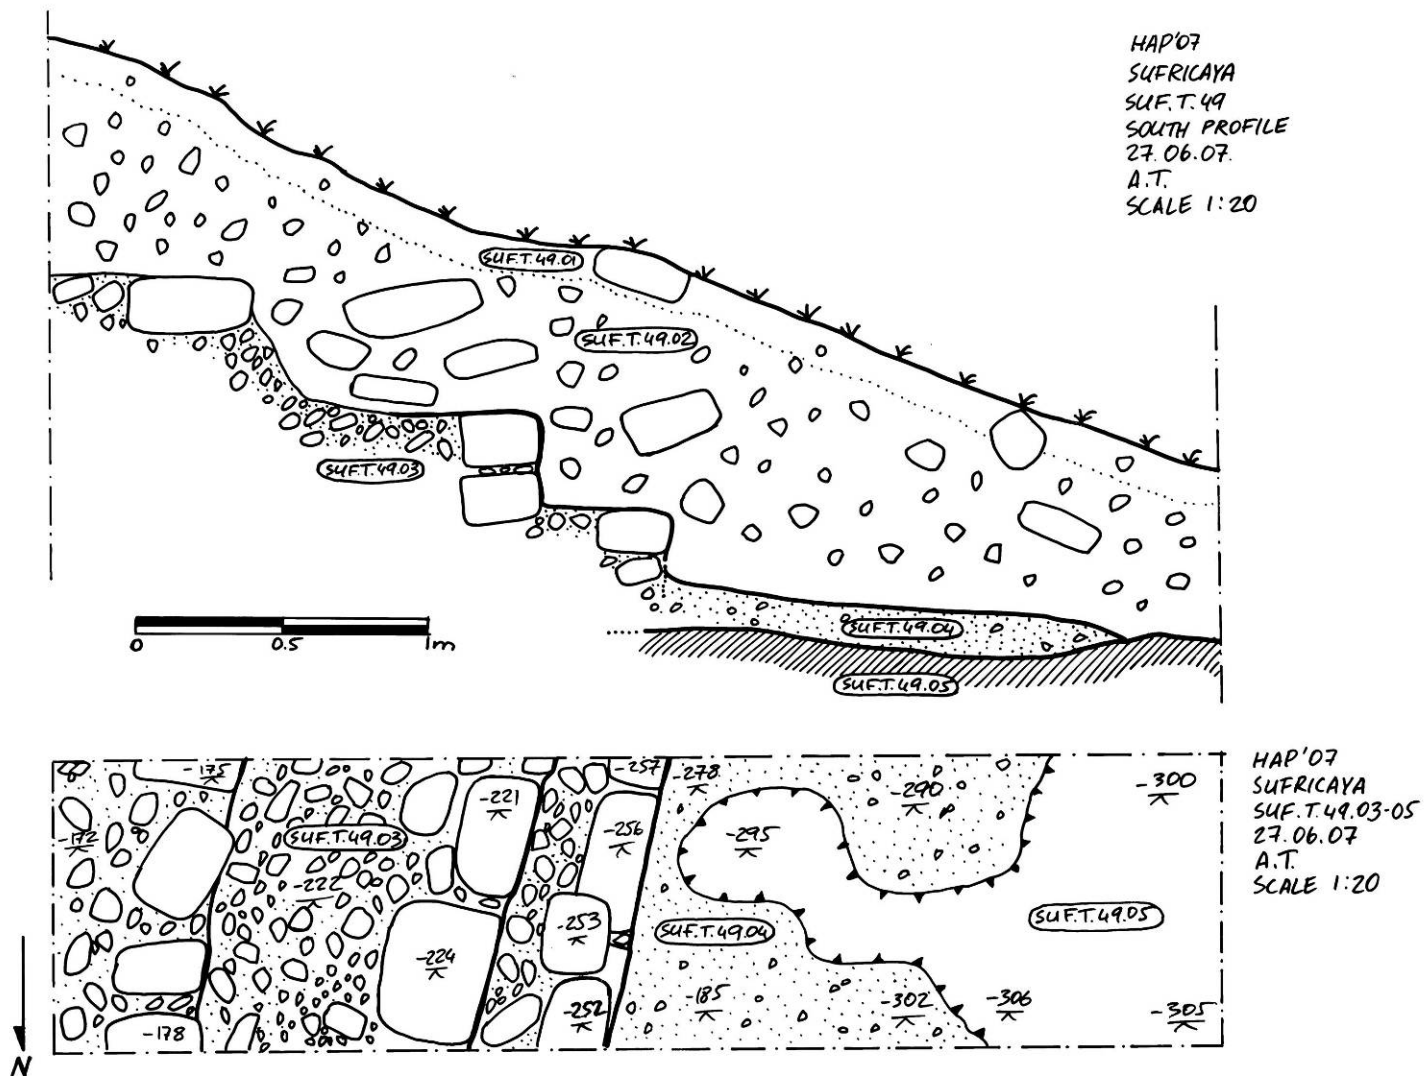 HAP'07
SUFRICAYA
SUF.T.49
SOUTH PROFILE
27.06.07.
A.T.
SCALE 1:20
SUF.T.49.01
SUF.T.49.02
SUF.T.49.03
SUF.T.49.04
SUF.T.49.05
0 0.5 1m
HAP'07
SUFRICAYA
SUF.T.49.03-05
27.06.07
A.T.
SCALE 1:20
-175
-257
-278
-290
-300
-221
-172
SUF.T.49.03
-256
-295
-222
SUF.T.49.05
-253
SUF.T.49.04
-224
-178
-252
-185
-302
-306
-305
N